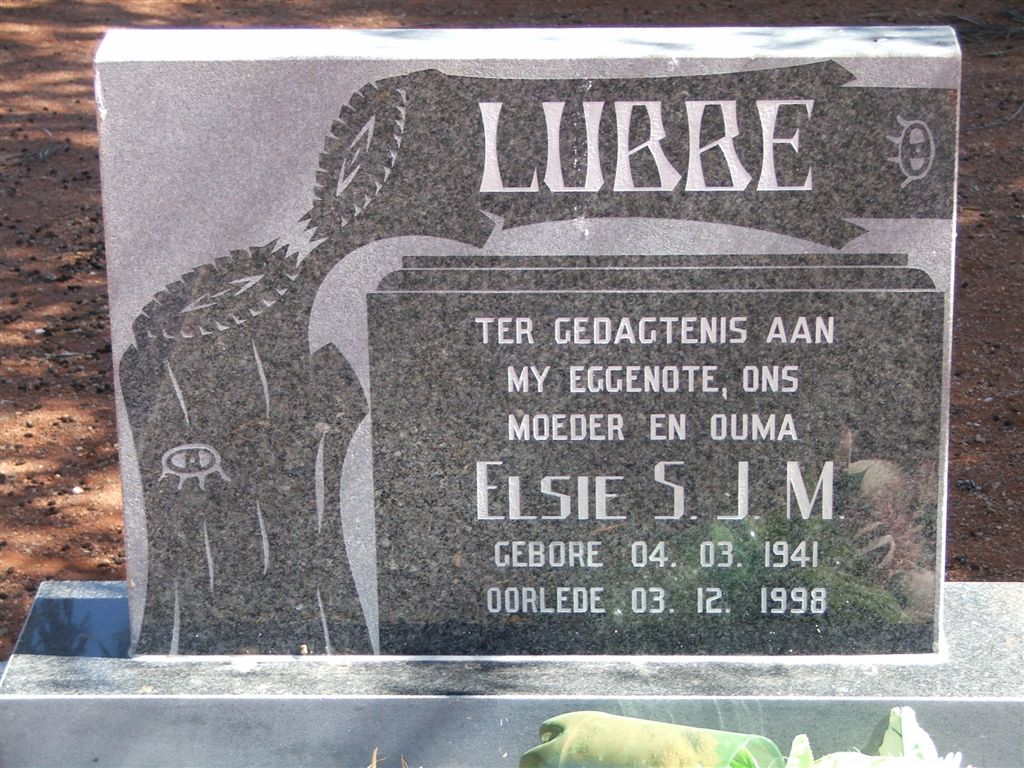 LUBBE
TER GEDAGTENIS AAN
MY EGGENOTE, ONS
MOEDER EN OUMA
ELSIE S. J. M.
GEBORE 04. 03. 1941
OORLEDE 03. 12. 1998